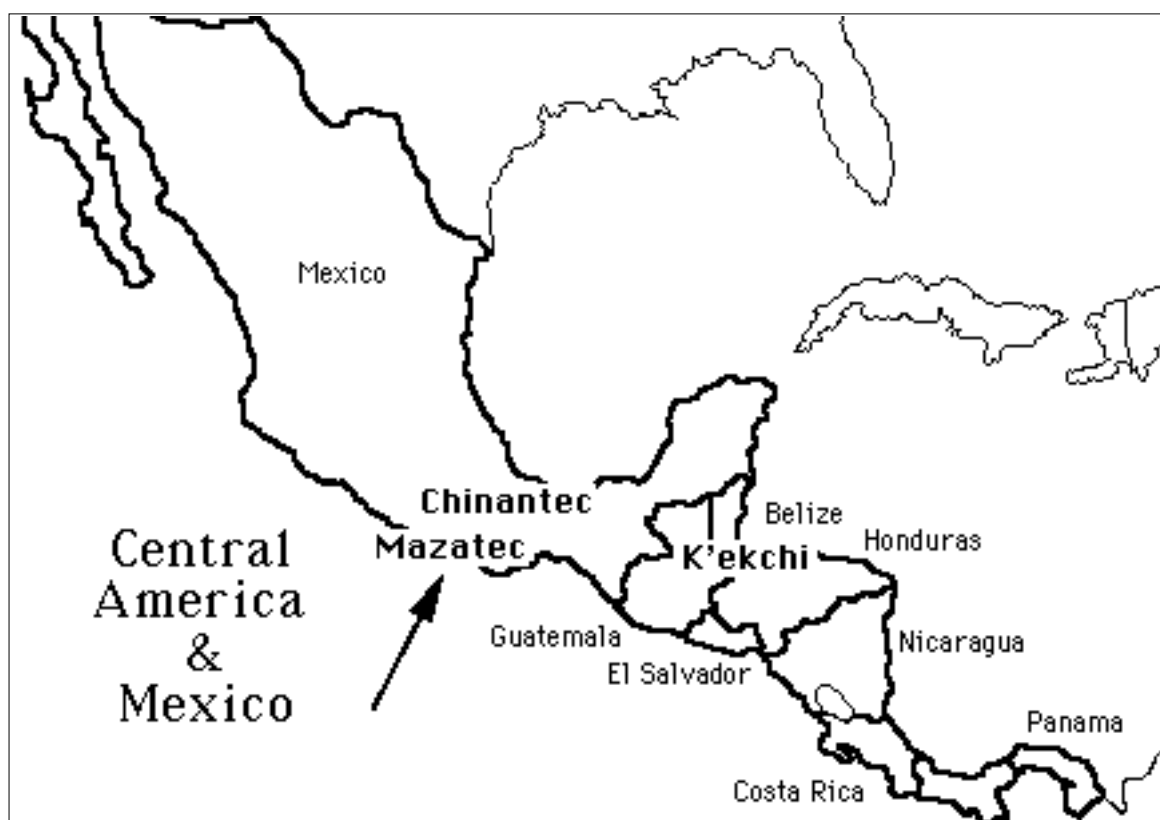 Mexico
Chinantec
Mazatec
K'ekchi
Belize
Honduras
Central
America
&
Mexico
Guatemala
El Salvador
Nicaragua
Panama
Costa Rica